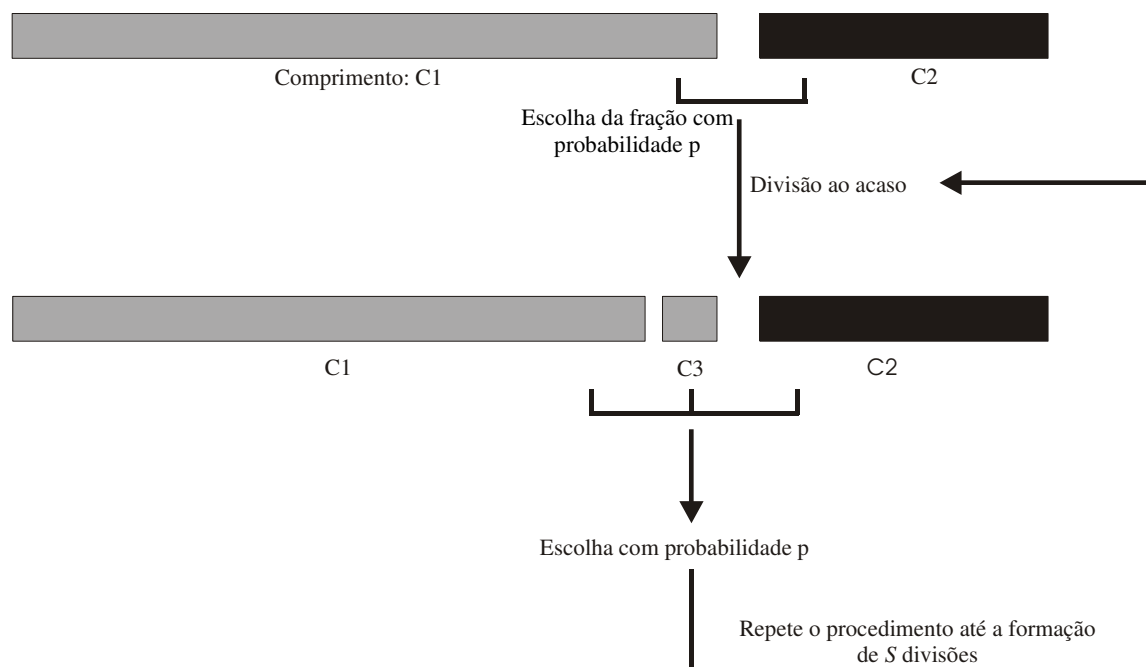 Comprimento: C1
C2
Escolha da fração com
probabilidade p
Divisão ao acaso
C1
C3
C2
Escolha com probabilidade p
Repete o procedimento até a formação
de S divisões